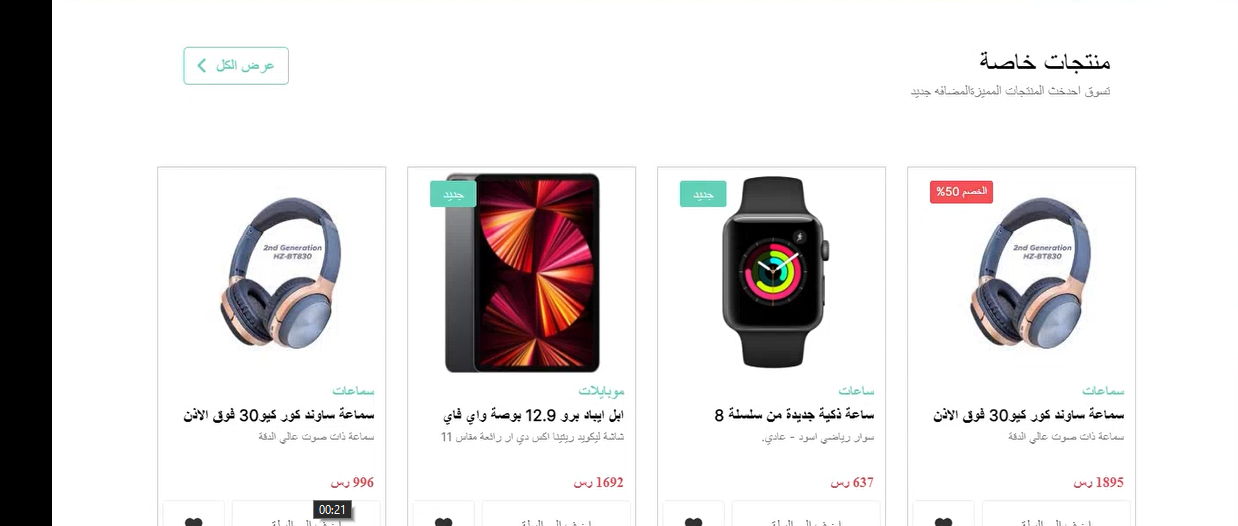 منتجات خاصة
عرض الكل
تسوق احدخث المنتجات المميزةالمضافه جديد
الخصم 50%
2nd Generation
HZ-BT830
سماعات
سماعة ساوند كور كيو30 فوق الاذن
سماعة ذات صوت عالي الدقة
1895 ر.س
جديد
ساعات
ساعة ذكية جديدة من سلسلة 8
سوار رياضي اسود - عادي.
637 ر.س
جديد
موبايلات
ابل ايباد برو 12.9 بوصة واي فاي
شاشة ليكويد ريتينا اكس دي ار رائعة مقاس 11
1692 ر.س
2nd Generation
HZ-BT830
سماعات
سماعة ساوند كور كيو30 فوق الاذن
سماعة ذات صوت عالي الدقة
996 ر.س
00:21